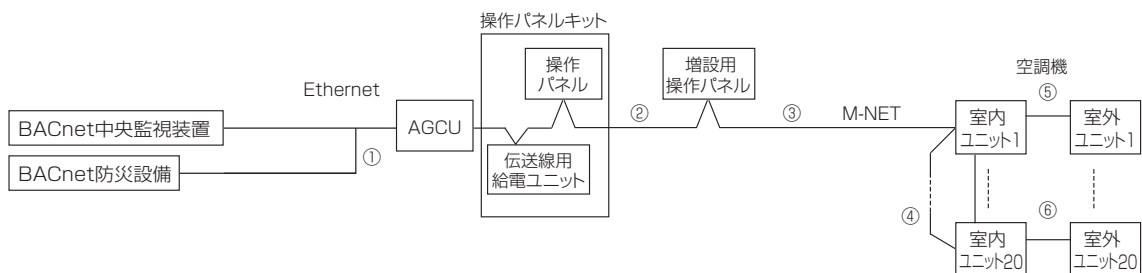 操作パネルキット
操作
パネル
増設用
操作パネル
空調機
Ethernet
②
③
M-NET
⑤
BACnet中央監視装置
AGCU
室内
ユニット1
室外
ユニット1
①
BACnet防災設備
伝送線用
給電ユニット
④
⑥
室内
ユニット20
室外
ユニット20